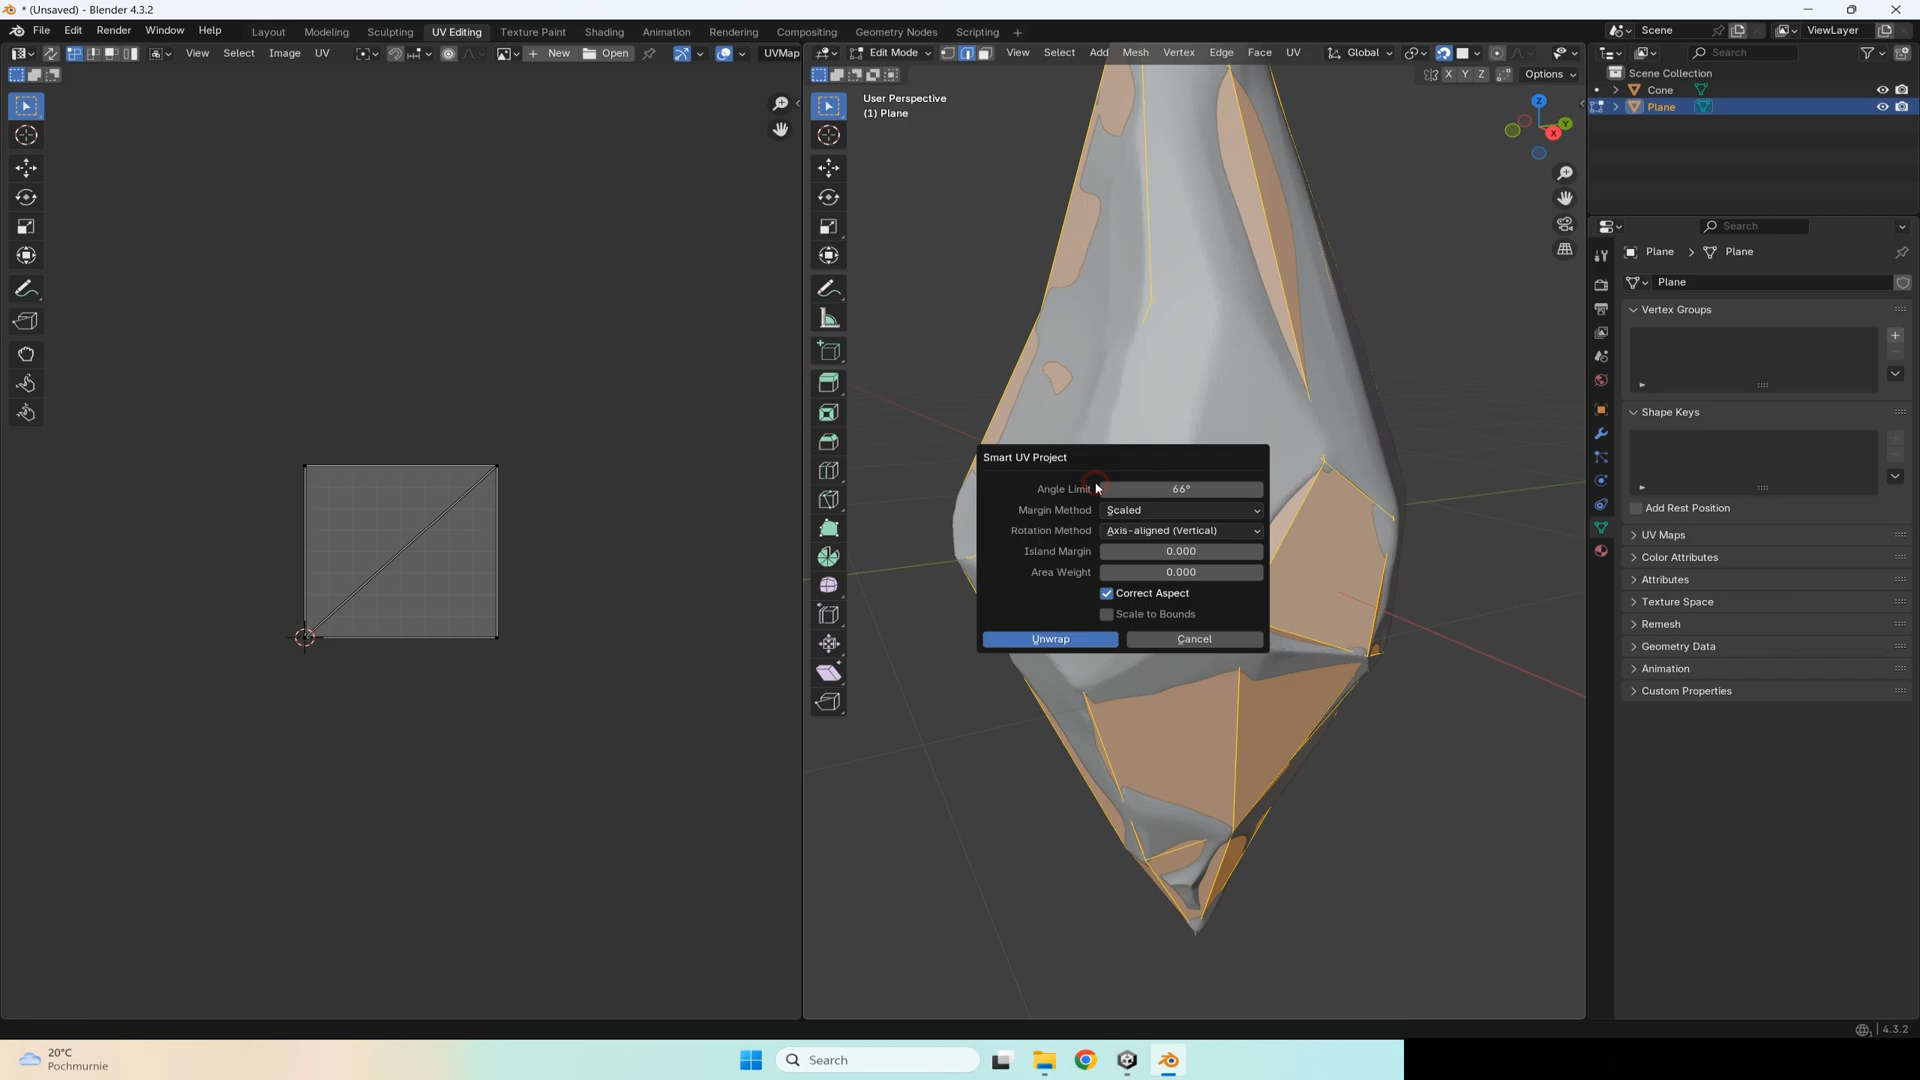 * (Unsaved) - Blender 4.3.2
File Edit Render Window Help Layout Modeling Sculpting UV Editing Texture Paint Shading Animation Rendering Geometry Nodes Scripting + Scene ViewLayer
View Select Image UV New Open UVMap
Edit Mode View Select Add Mesh Vertex Edge Face UV Global
Search
X Y Z Options
Scene Collection
Cone
Plane
User Perspective
(1) Plane
Z
Y
X
Search
Plane > Plane
Plane
Vertex Groups
Shape Keys
Add Rest Position
UV Maps
Color Attributes
Attributes
Texture Space
Remesh
Geometry Data
Animation
Custom Properties
Smart UV Project
Angle Limit 66°
Margin Method Scaled
Rotation Method Axis-aligned (Vertical)
Island Margin 0.000
Area Weight 0.000
Correct Aspect
Scale to Bounds
Unwrap Cancel
4.3.2
20°C
Pochmurnie
Search